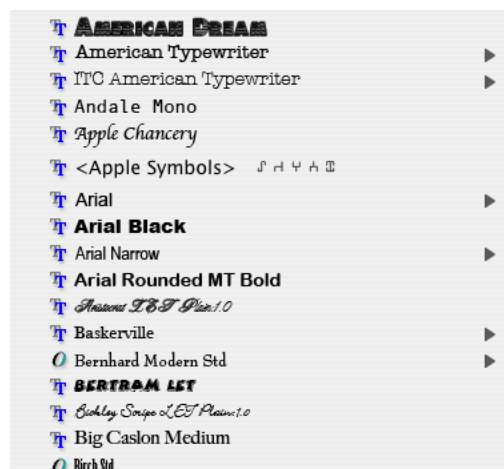 American Dream
American Typewriter
ITC American Typewriter
Andale Mono
Apple Chancery
<Apple Symbols>
Arial
Arial Black
Arial Narrow
Arial Rounded MT Bold
Aristocrat LET Plain:1.0
Baskerville
Bernhard Modern Std
BERTRAM LET
Bickley Script LET Plain:1.0
Big Caslon Medium
Birch Std